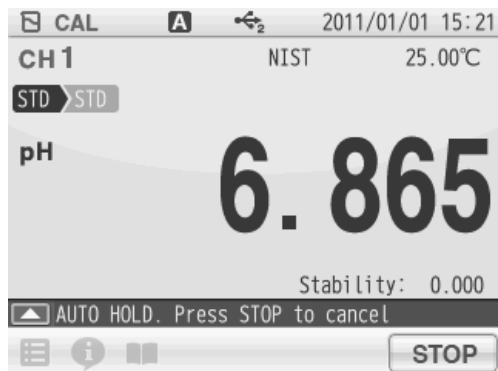 CAL A 2 2011/01/01 15:21
CH1 NIST 25.00℃
STD STD
pH 6.865
Stability: 0.000
AUTO HOLD. Press STOP to cancel
STOP